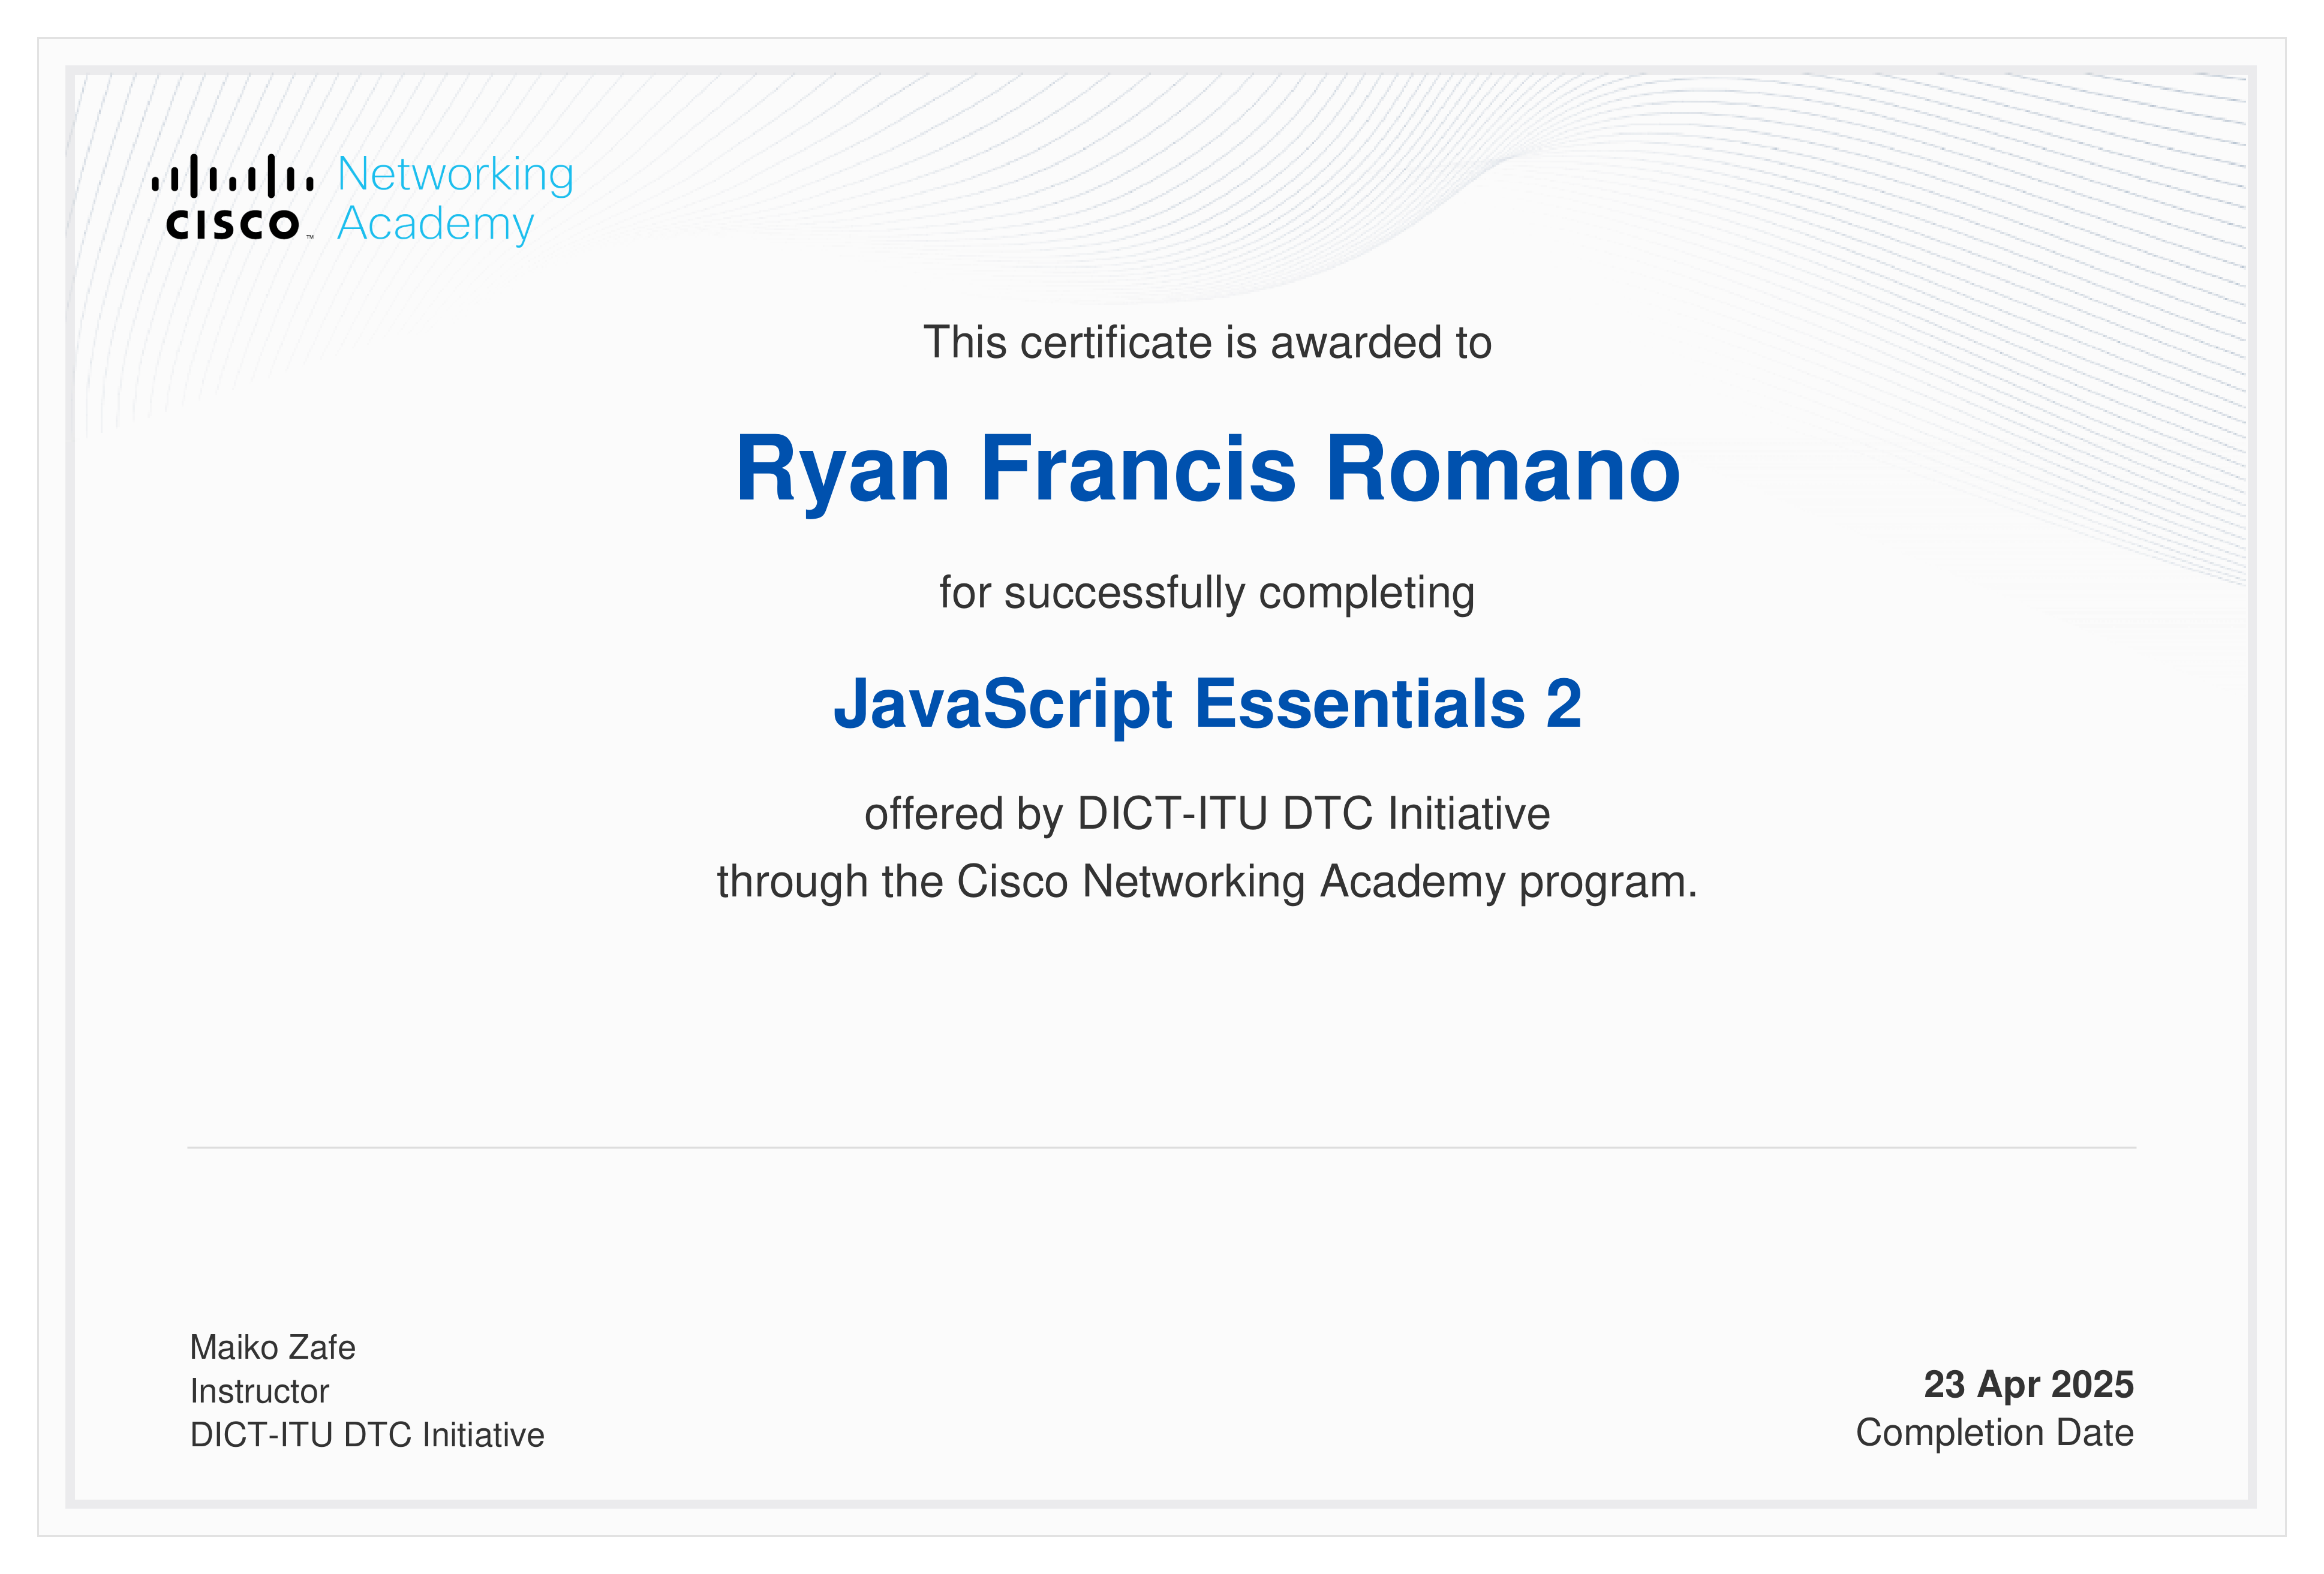 CISCO
Networking
Academy
This certificate is awarded to
Ryan Francis Romano
for successfully completing
JavaScript Essentials 2
offered by DICT-ITU DTC Initiative
through the Cisco Networking Academy program.
Maiko Zafe
Instructor
DICT-ITU DTC Initiative
23 Apr 2025
Completion Date